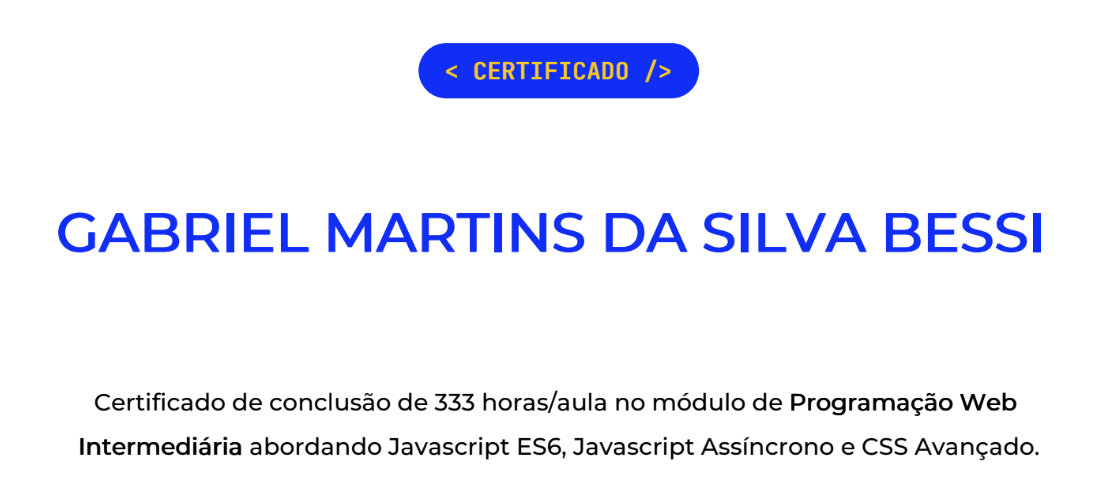 < CERTIFICADO />
GABRIEL MARTINS DA SILVA BESSI
Certificado de conclusão de 333 horas/aula no módulo de Programação Web
Intermediária abordando Javascript ES6, Javascript Assíncrono e CSS Avançado.